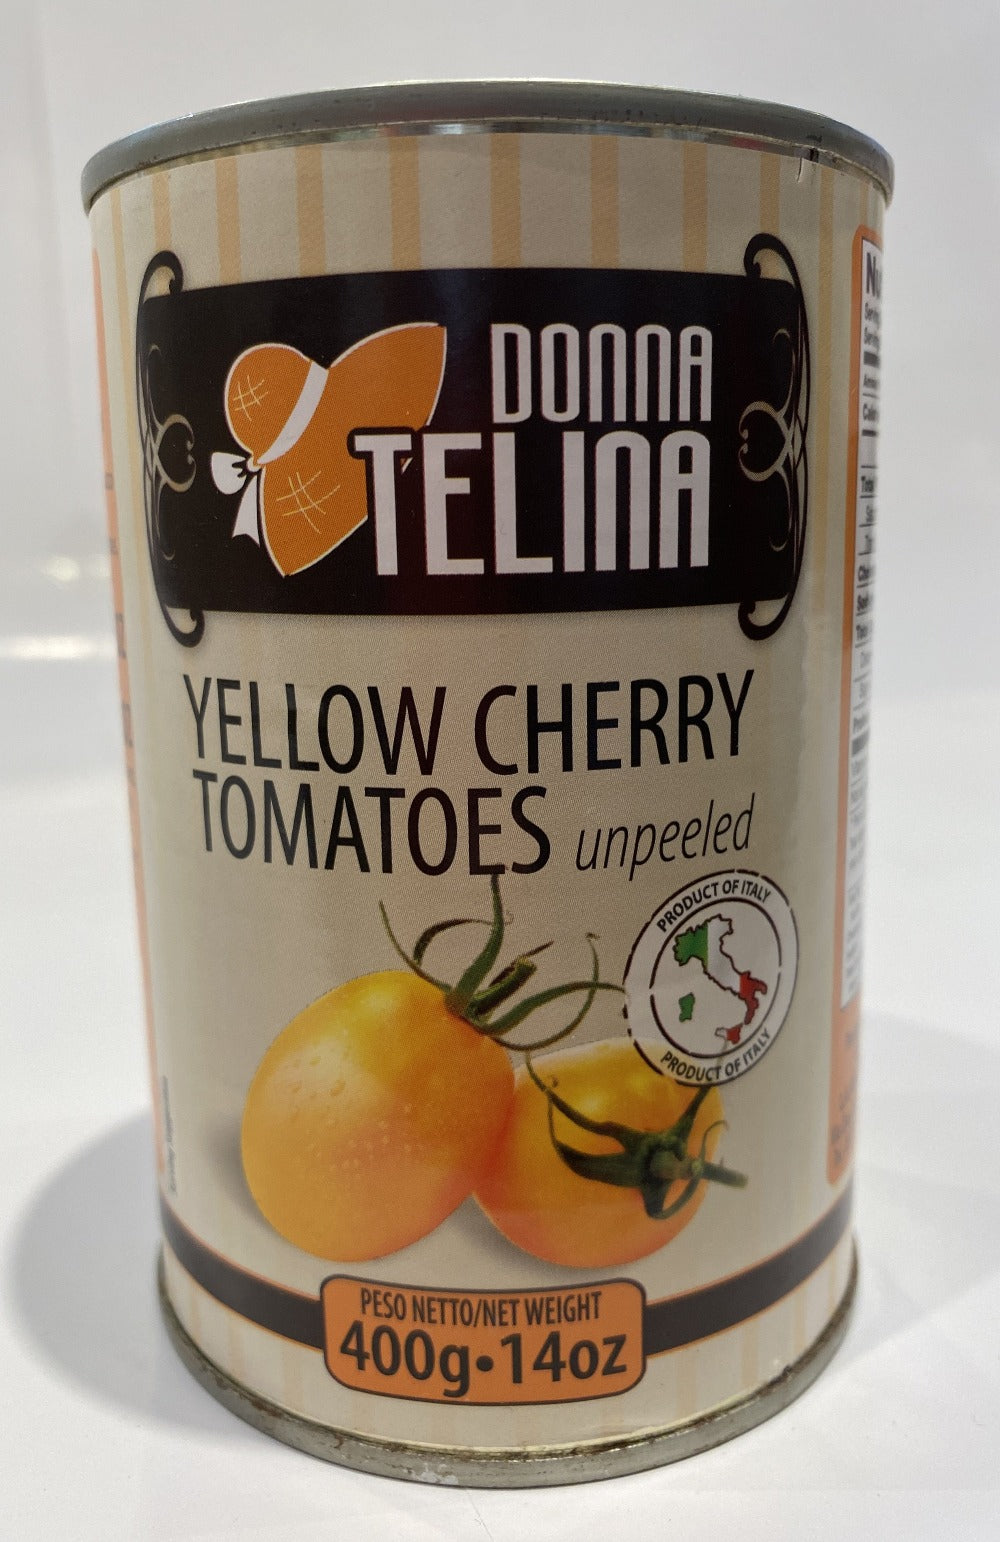 DONNA
TELINA
YELLOW CHERRY
TOMATOES unpeeled
PRODUCT OF ITALY
PRODUCT OF ITALY
PESO NETTO/NET WEIGHT
400g•14oz